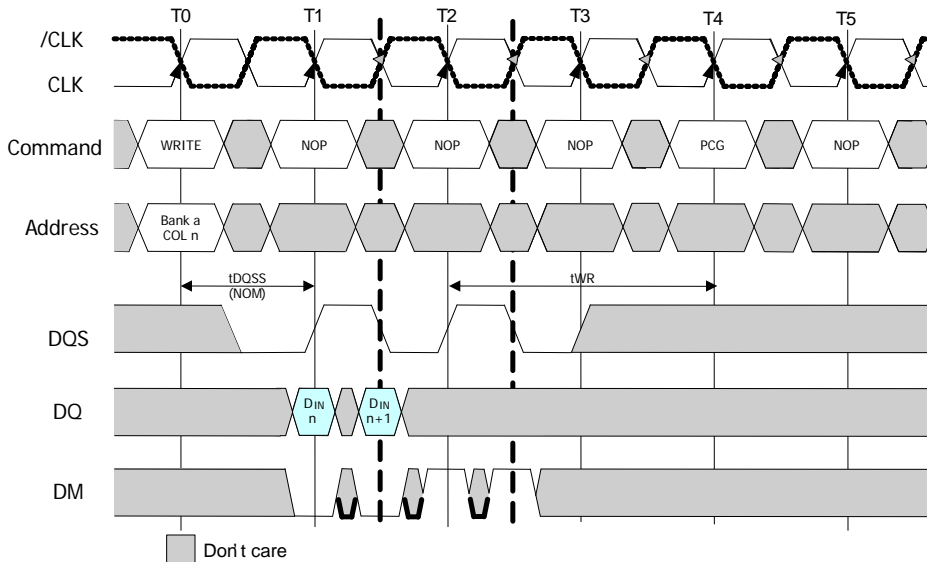 T0 T1 T2 T3 T4 T5
/CLK
CLK
Command WRITE NOP NOP NOP PCG NOP
Address Bank a
COL n
tDQSS
(NOM)
tWR
DQS
DQ DIN
n
DIN
n+1
DM
Don't care